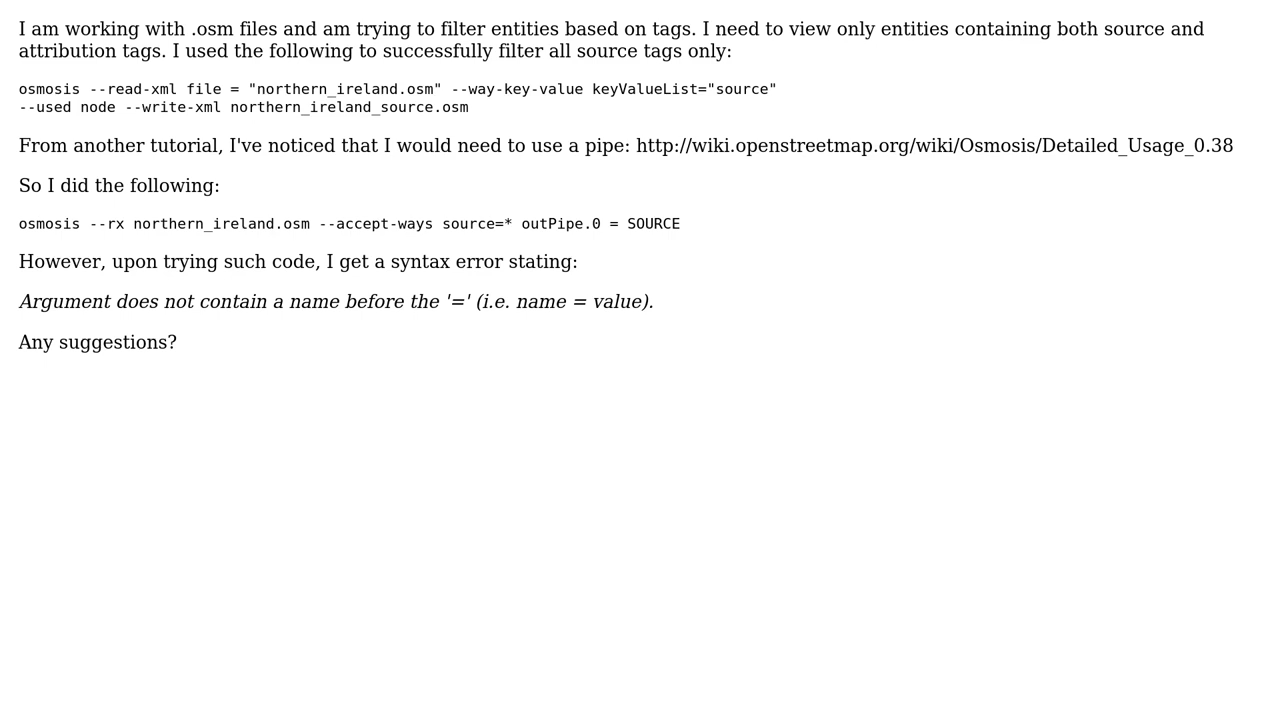 I am working with .osm files and am trying to filter entities based on tags. I need to view only entities containing both source and
attribution tags. I used the following to successfully filter all source tags only:
osmosis --read-xml file = "northern_ireland.osm" --way-key-value keyValueList="source"
--used node --write-xml northern_ireland_source.osm
From another tutorial, I've noticed that I would need to use a pipe: http://wiki.openstreetmap.org/wiki/Osmosis/Detailed_Usage_0.38
So I did the following:
osmosis --rx northern_ireland.osm --accept-ways source=* outPipe.0 = SOURCE
However, upon trying such code, I get a syntax error stating:
Argument does not contain a name before the '=' (i.e. name = value).
Any suggestions?